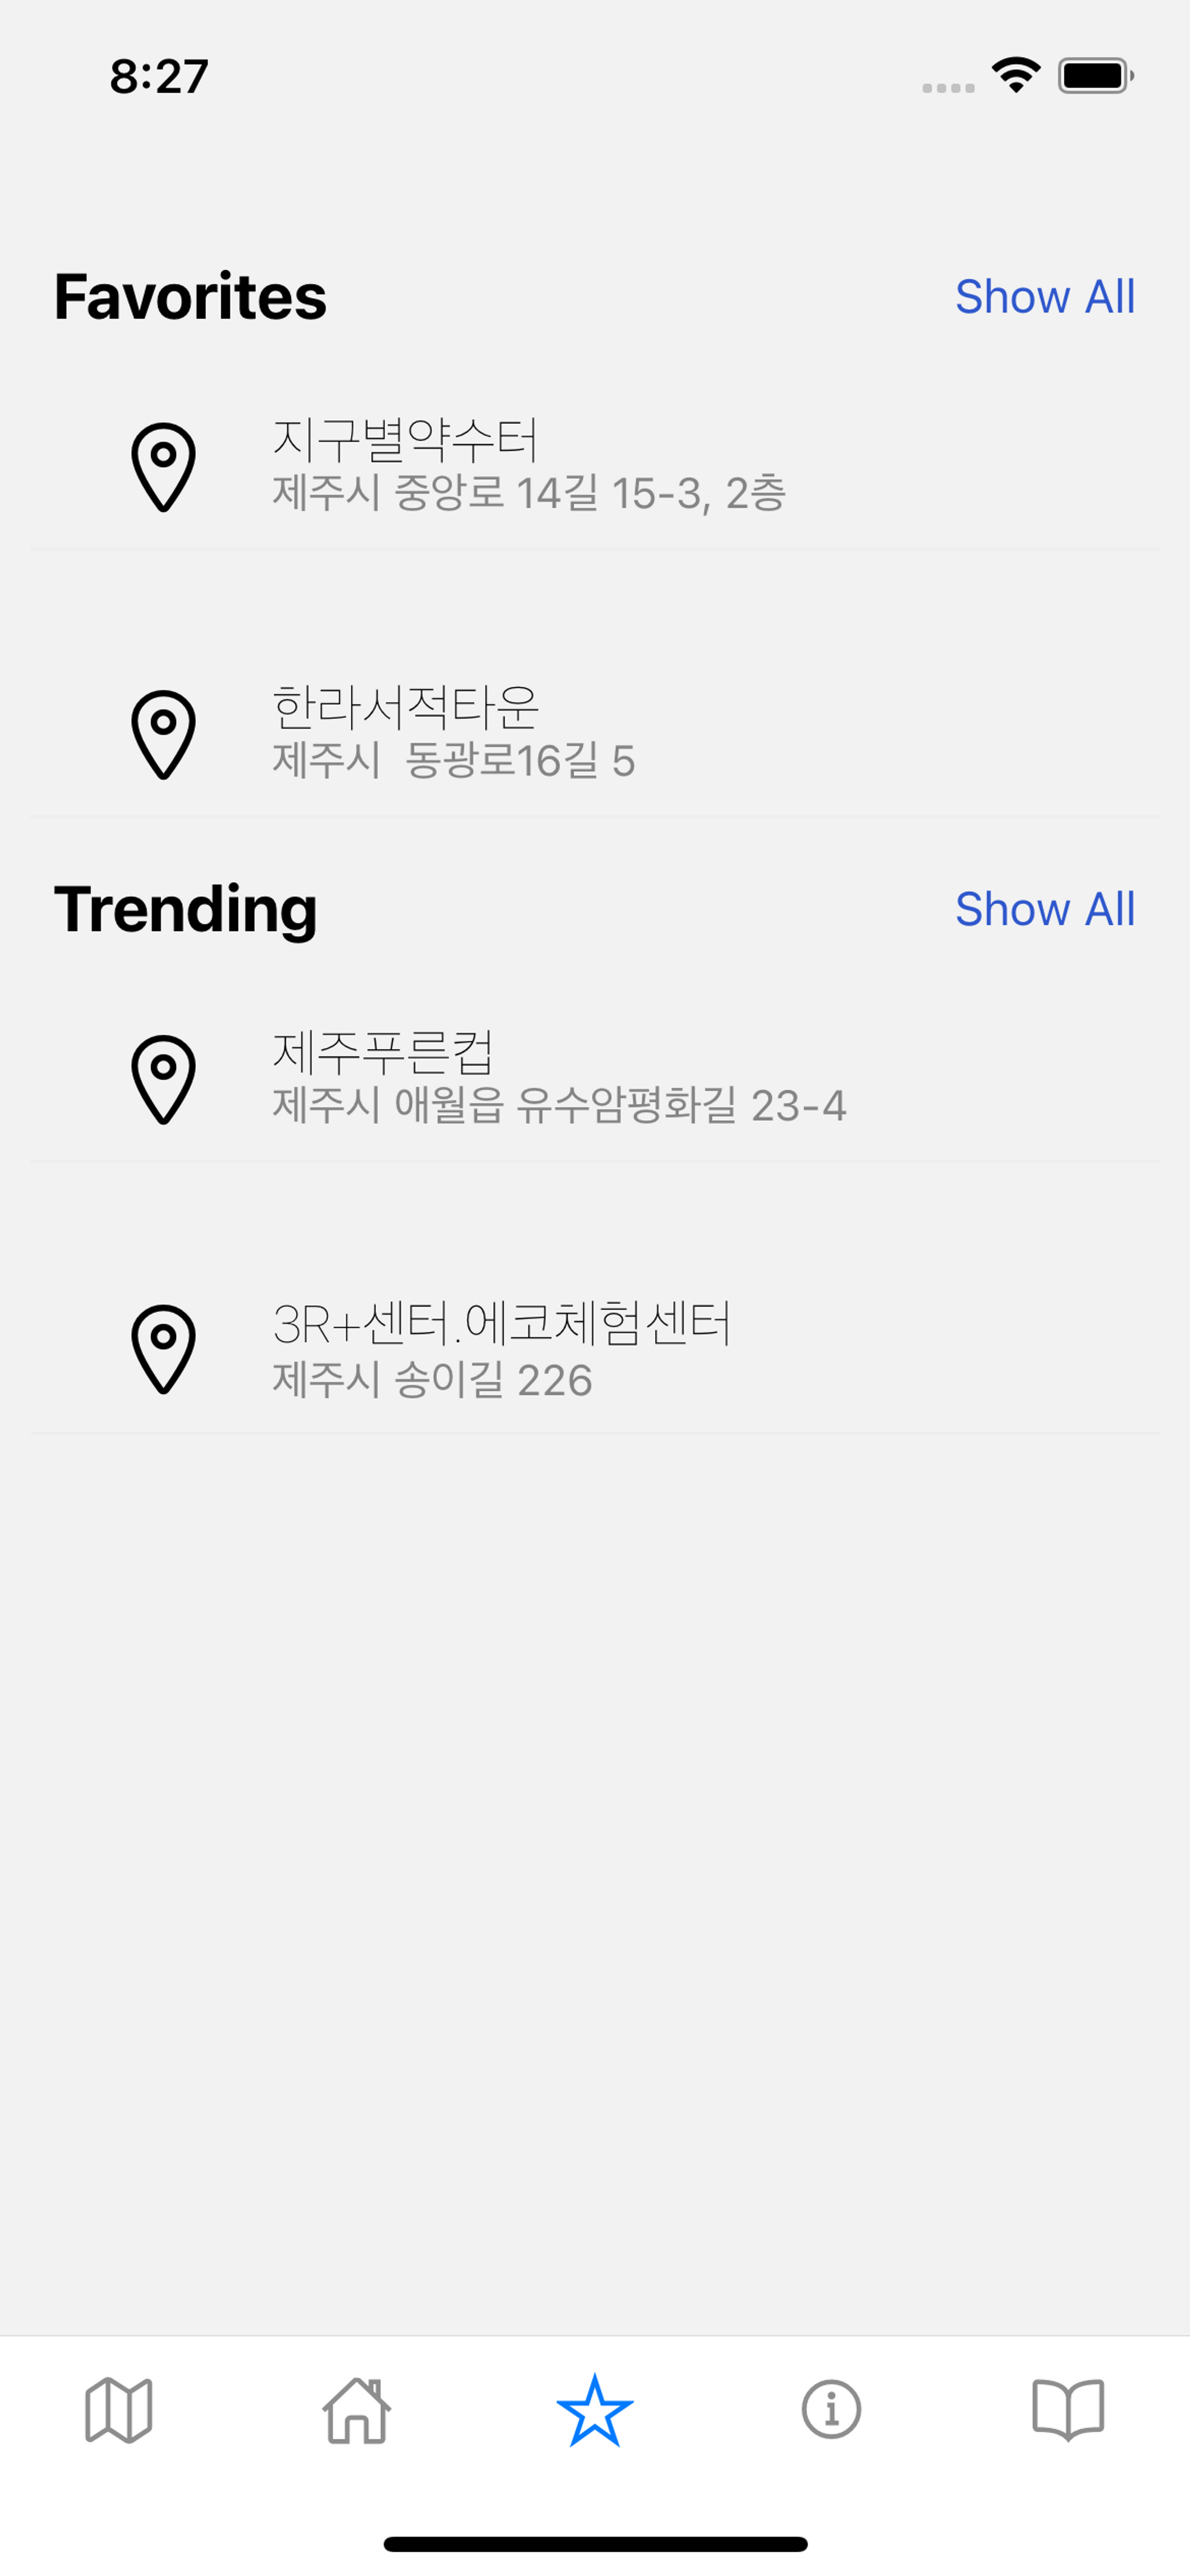 8:27
Favorites
Show All
지구별약수터
제주시 중앙로 14길 15-3, 2층
한라서적타운
제주시  동광로16길 5
Trending
Show All
제주푸른컵
제주시 애월읍 유수암평화길 23-4
3R+센터.에코체험센터
제주시 송이길 226